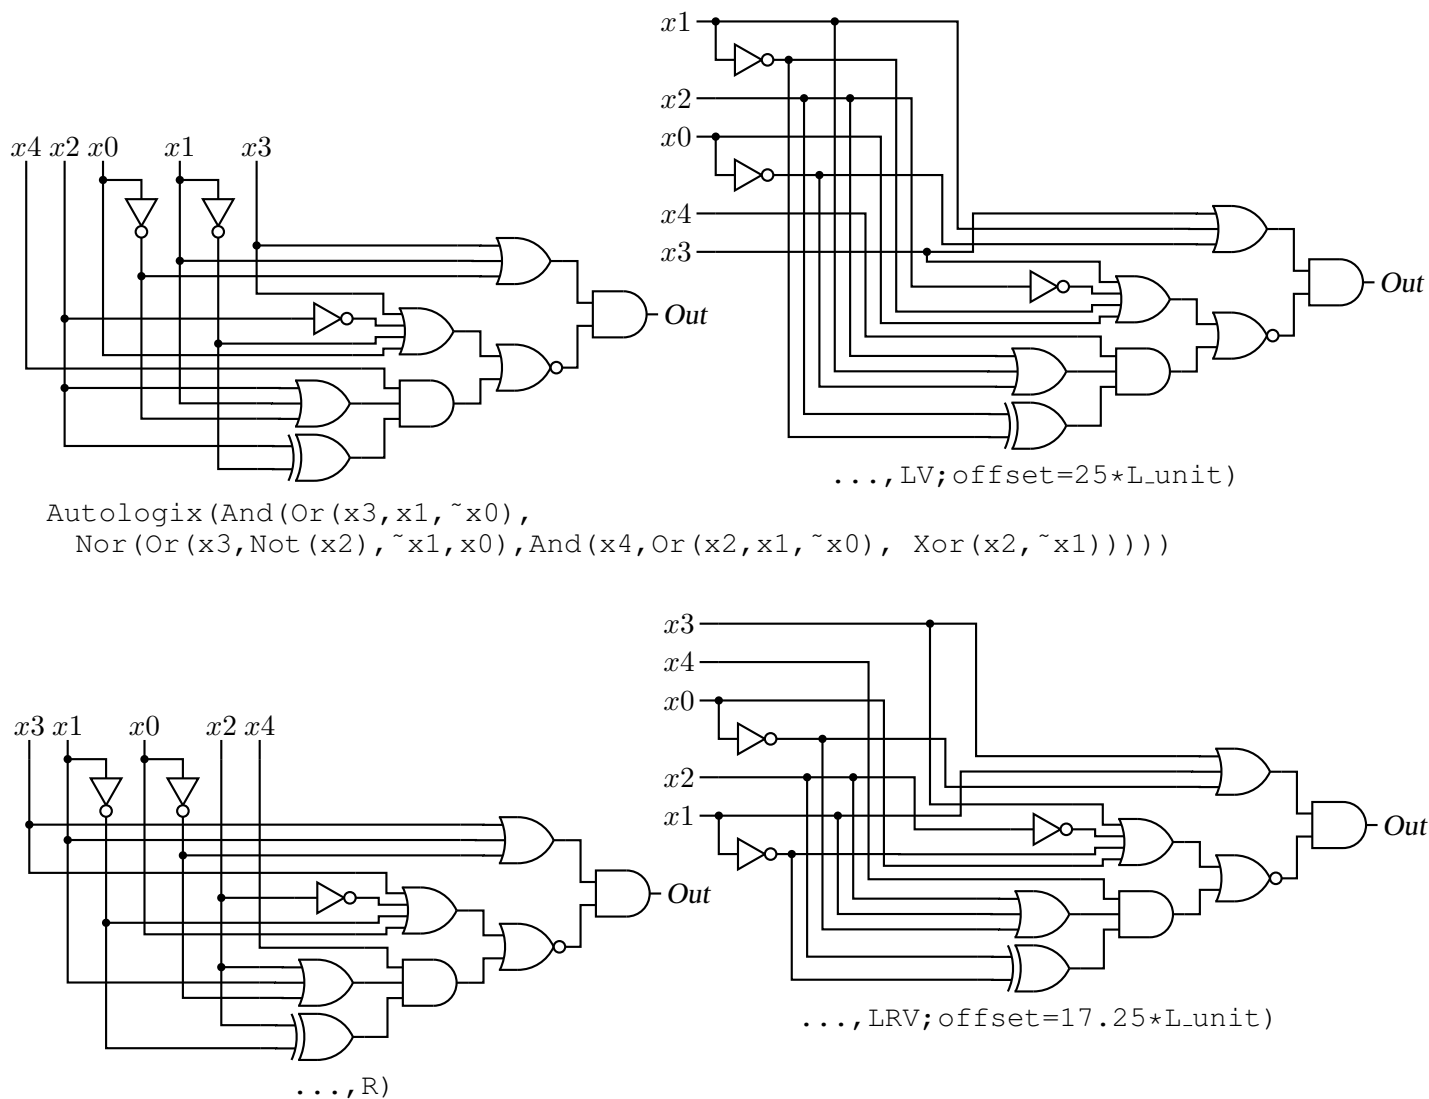 x1
x2
x0
x4
x3
Out
x4 x2 x0 x1 x3
Out
...,LV;offset=25*L_unit)
Autologix(And(Or(x3,x1,~x0),
Nor(Or(x3,Not(x2),~x1,x0),And(x4,Or(x2,x1,~x0), Xor(x2,~x1)))))
x3
x4
x0
x2
x1
Out
x3 x1 x0 x2 x4
Out
...,LRV;offset=17.25*L_unit)
...,R)